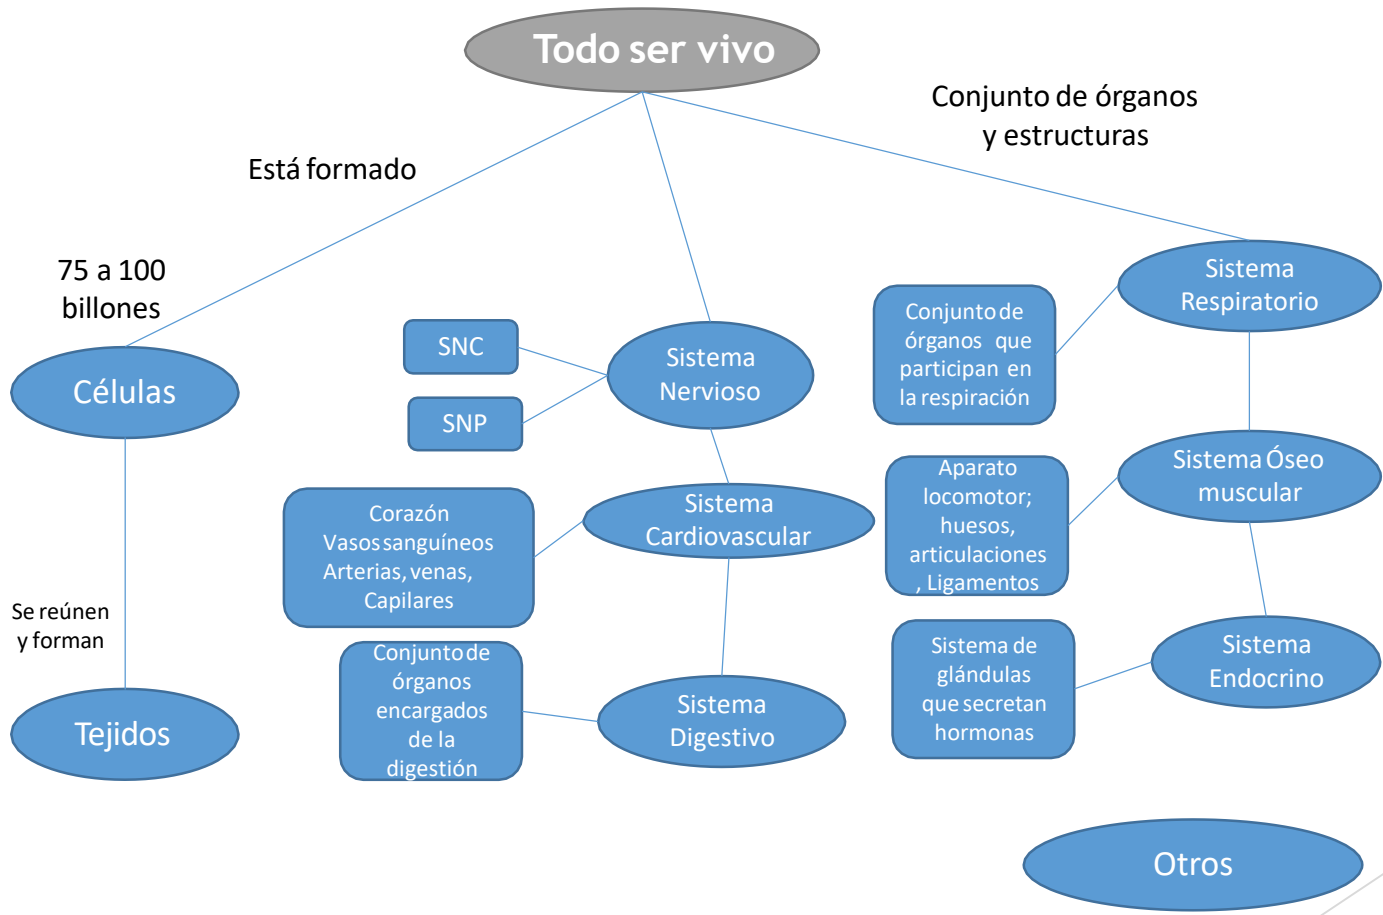 Todo ser vivo
Está formado
75 a 100
billones
Células
Se reúnen
y forman
Tejidos
SNC
SNP
Sistema
Nervioso
Corazón
Vasos sanguíneos
Arterias, venas,
Capilares
Sistema
Cardiovascular
Conjunto de
órganos
encargados
de la
digestión
Sistema
Digestivo
Conjunto de órganos
y estructuras
Sistema
Respiratorio
Conjunto de
órganos que
participan en
la respiración
Sistema Óseo
muscular
Aparato
locomotor;
huesos,
articulaciones
, Ligamentos
Sistema
Endocrino
Sistema de
glándulas
que secretan
hormonas
Otros